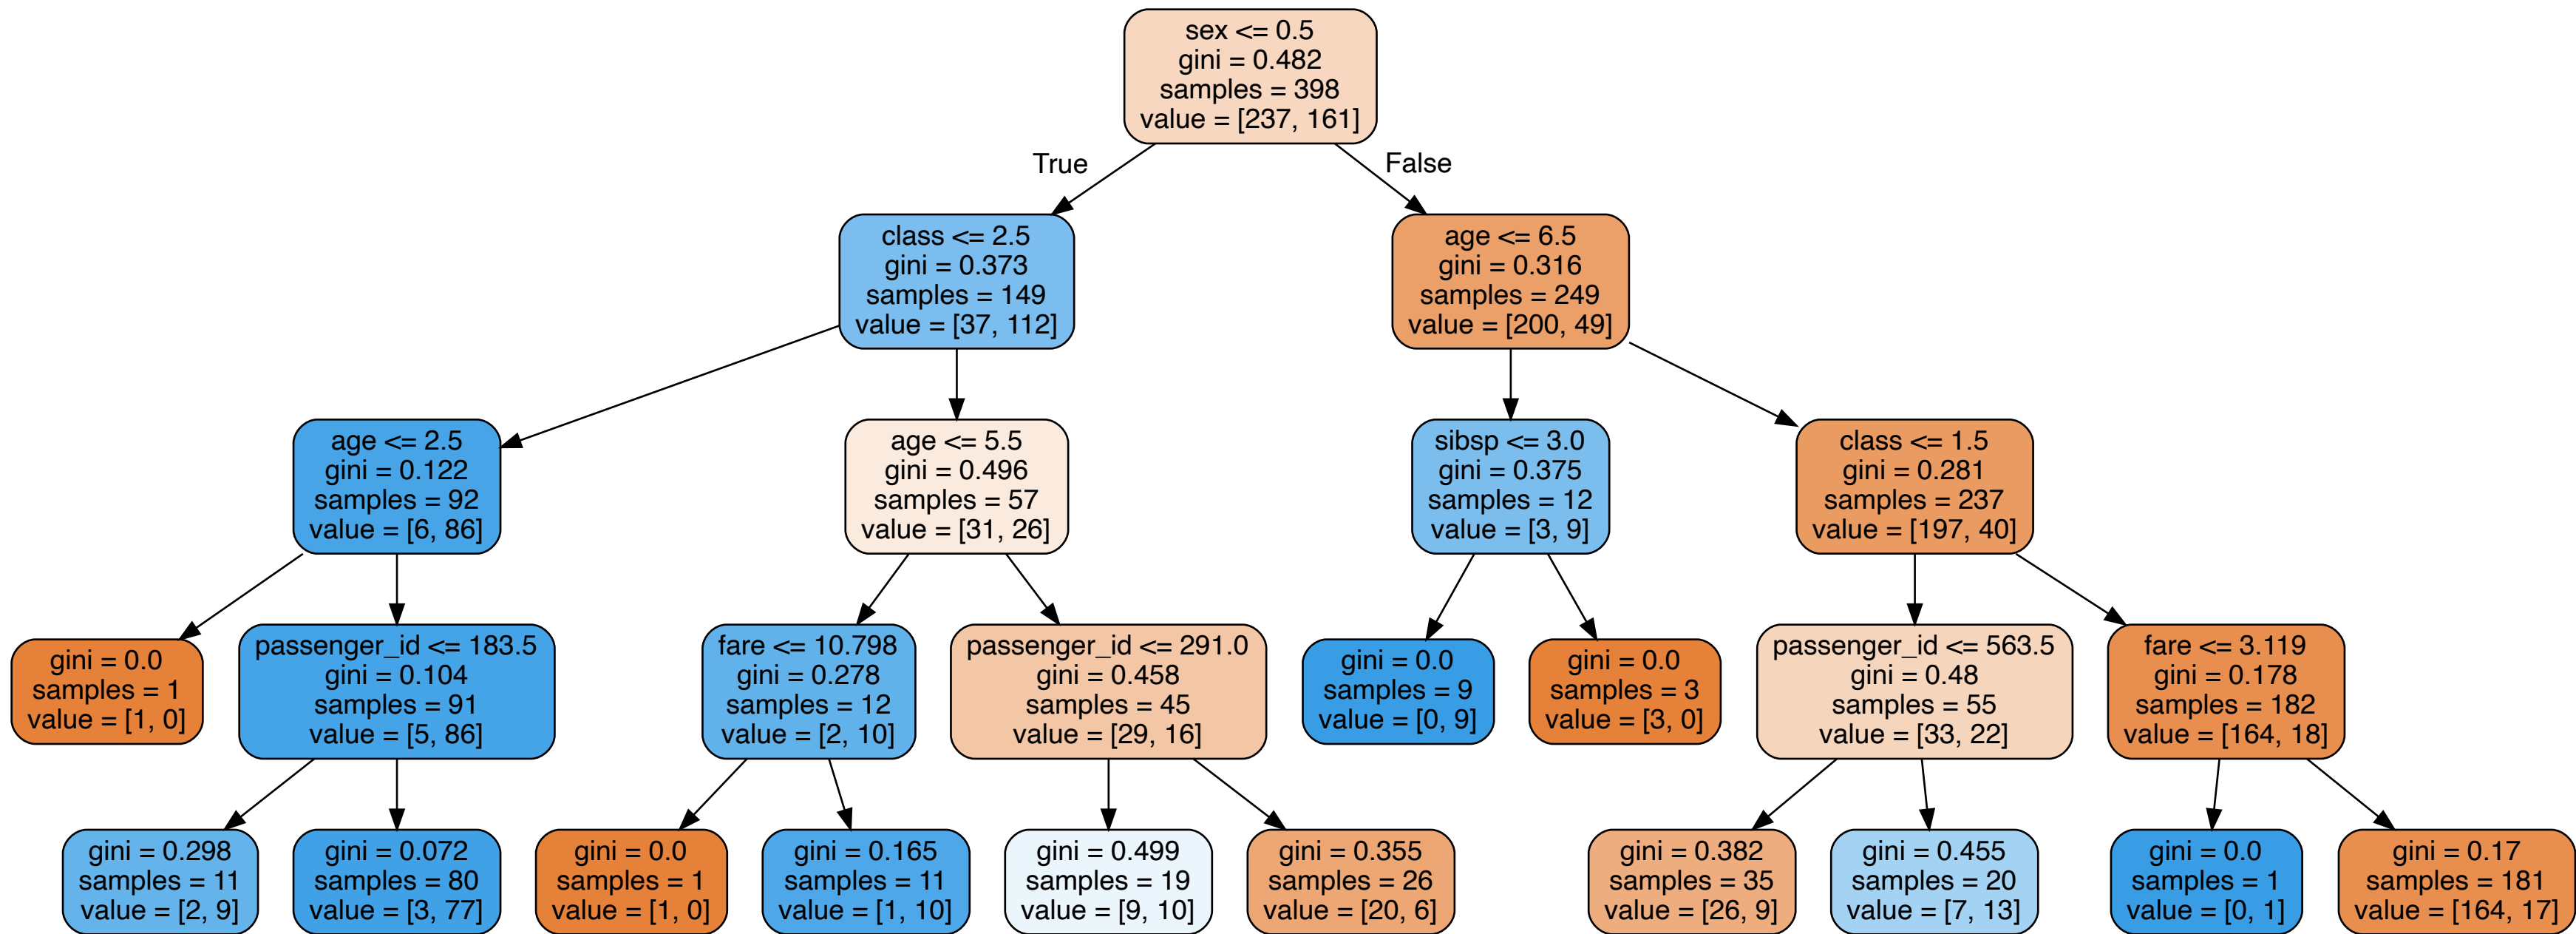 sex <= 0.5
gini = 0.482
samples = 398
value = [237, 161]
True
False
class <= 2.5
gini = 0.373
samples = 149
value = [37, 112]
age <= 6.5
gini = 0.316
samples = 249
value = [200, 49]
age <= 2.5
gini = 0.122
samples = 92
value = [6, 86]
age <= 5.5
gini = 0.496
samples = 57
value = [31, 26]
sibsp <= 3.0
gini = 0.375
samples = 12
value = [3, 9]
class <= 1.5
gini = 0.281
samples = 237
value = [197, 40]
gini = 0.0
samples = 1
value = [1, 0]
passenger_id <= 183.5
gini = 0.104
samples = 91
value = [5, 86]
fare <= 10.798
gini = 0.278
samples = 12
value = [2, 10]
passenger_id <= 291.0
gini = 0.458
samples = 45
value = [29, 16]
gini = 0.0
samples = 9
value = [0, 9]
gini = 0.0
samples = 3
value = [3, 0]
passenger_id <= 563.5
gini = 0.48
samples = 55
value = [33, 22]
fare <= 3.119
gini = 0.178
samples = 182
value = [164, 18]
gini = 0.298
samples = 11
value = [2, 9]
gini = 0.072
samples = 80
value = [3, 77]
gini = 0.0
samples = 1
value = [1, 0]
gini = 0.165
samples = 11
value = [1, 10]
gini = 0.499
samples = 19
value = [9, 10]
gini = 0.355
samples = 26
value = [20, 6]
gini = 0.382
samples = 35
value = [26, 9]
gini = 0.455
samples = 20
value = [7, 13]
gini = 0.0
samples = 1
value = [0, 1]
gini = 0.17
samples = 181
value = [164, 17]